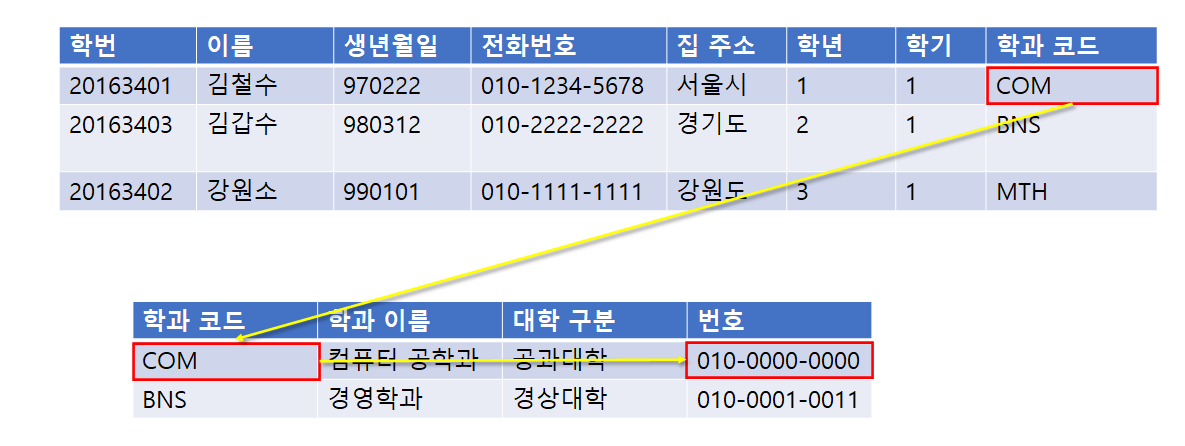 학번 이름 생년월일 전화번호 집 주소 학년 학기 학과 코드
20163401 김철수 970222 010-1234-5678 서울시 1 1 COM
20163403 김갑수 980312 010-2222-2222 경기도 2 1 BNS
20163402 강원소 990101 010-1111-1111 강원도 3 1 MTH
학과 코드 학과 이름 대학 구분 번호
COM 컴퓨터 공학과 공과대학 010-0000-0000
BNS 경영학과 경상대학 010-0001-0011